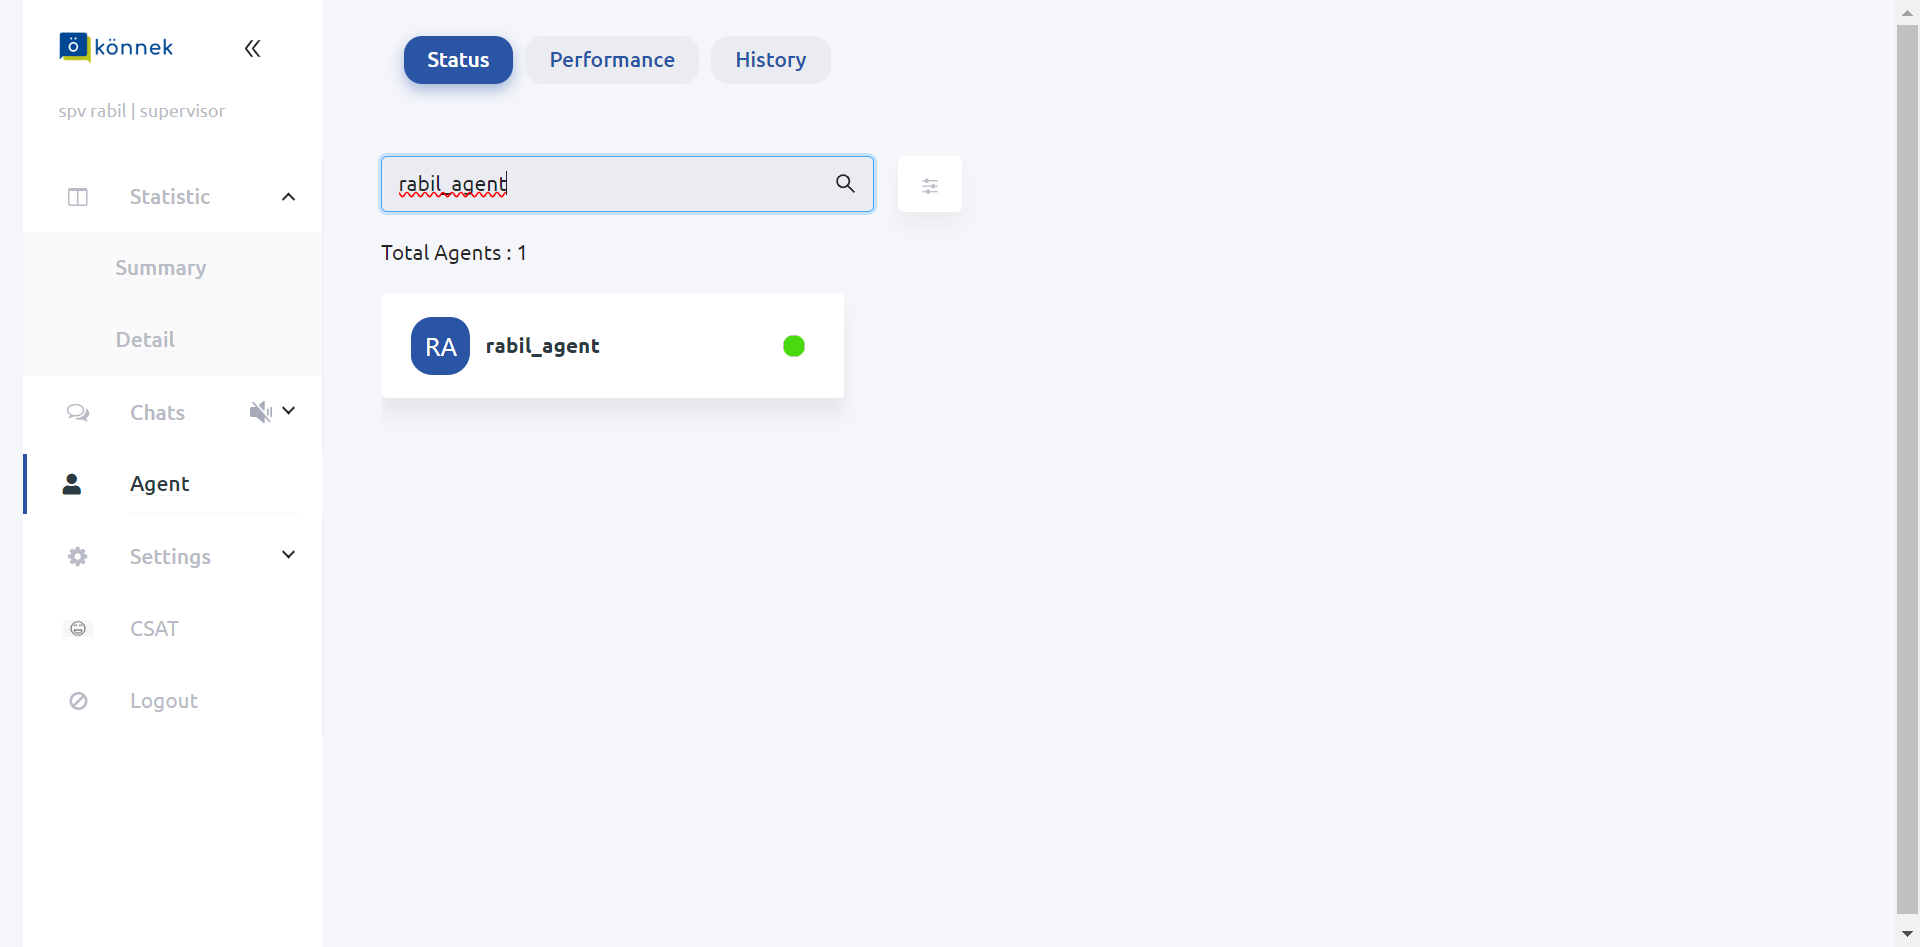 ö könnek
spv rabil | supervisor
Statistic
Summary
Detail
Chats
Agent
Settings
CSAT
Logout
Status
Performance
History
rabil_agent
Total Agents : 1
RA
rabil_agent